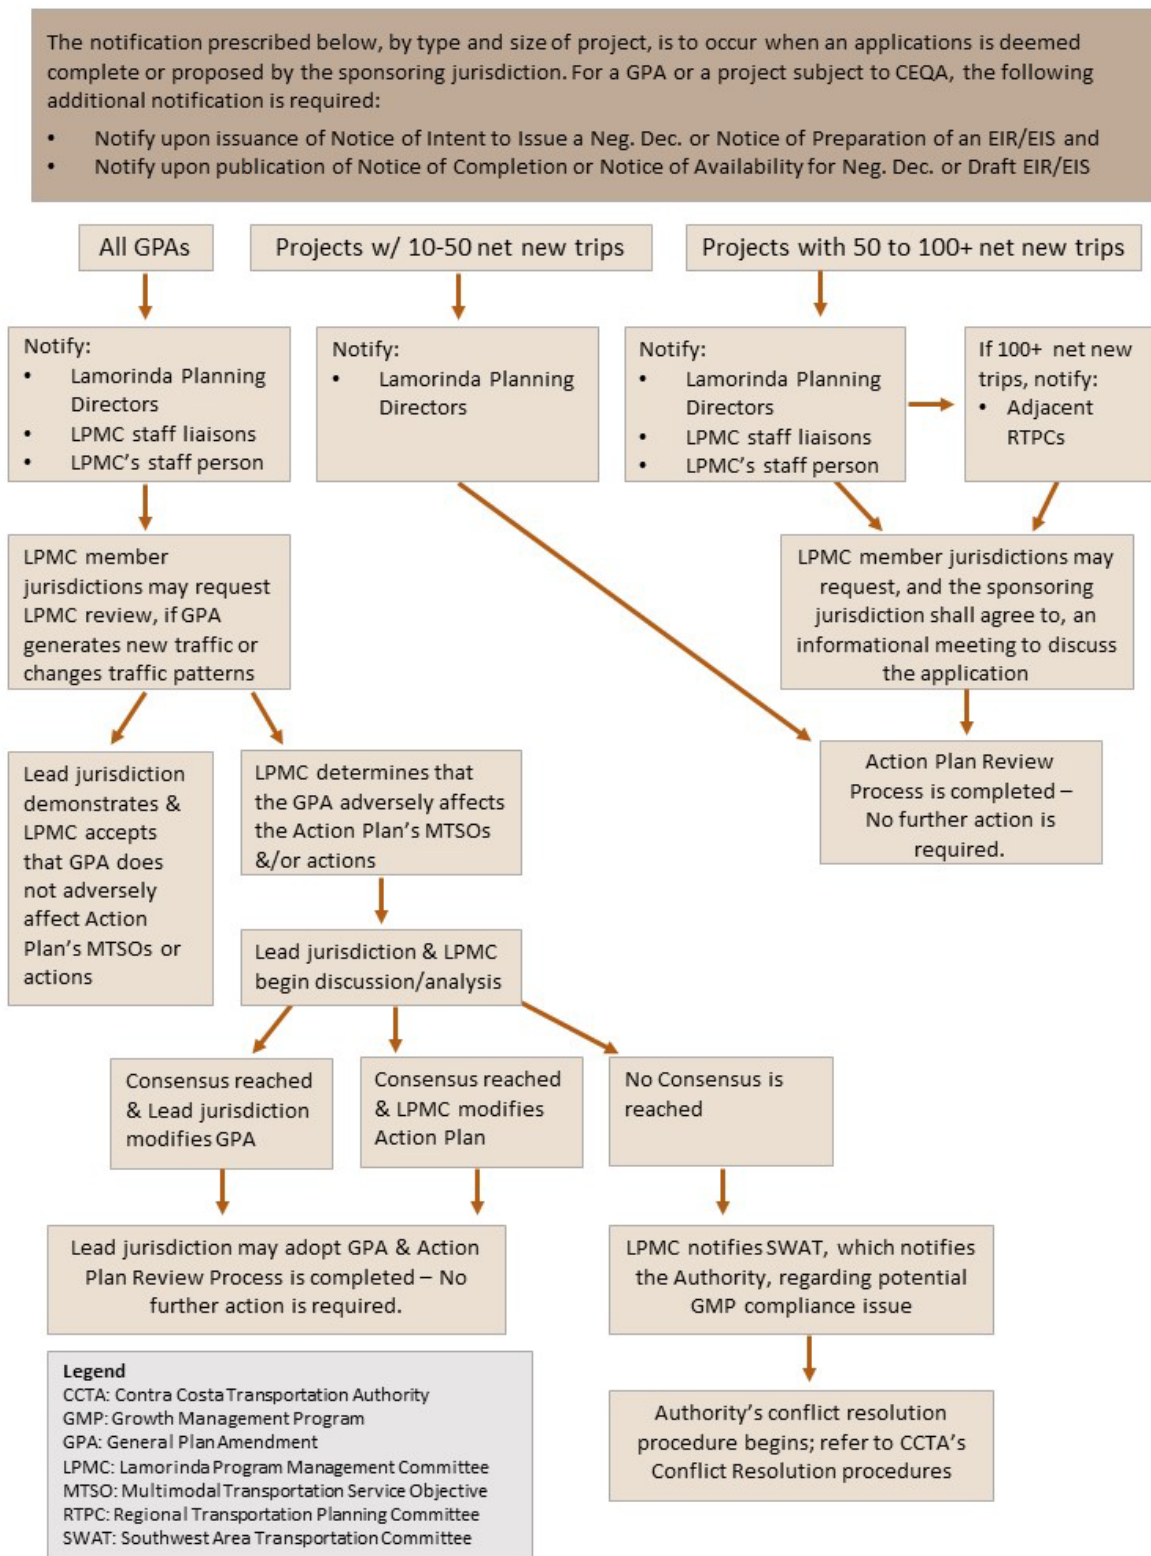 The notification prescribed below, by type and size of project, is to occur when an applications is deemed
complete or proposed by the sponsoring jurisdiction. For a GPA or a project subject to CEQA, the following
additional notification is required:
• Notify upon issuance of Notice of Intent to Issue a Neg. Dec. or Notice of Preparation of an EIR/EIS and
• Notify upon publication of Notice of Completion or Notice of Availability for Neg. Dec. or Draft EIR/EIS
All GPAs
Projects w/ 10-50 net new trips
Projects with 50 to 100+ net new trips
Notify:
• Lamorinda Planning
Directors
• LPMC staff liaisons
• LPMC's staff person
Notify:
• Lamorinda Planning
Directors
Notify:
• Lamorinda Planning
Directors
• LPMC staff liaisons
• LPMC's staff person
If 100+ net new
trips, notify:
• Adjacent
RTPCs
LPMC member
jurisdictions may request
LPMC review, if GPA
generates new traffic or
changes traffic patterns
LPMC member jurisdictions may
request, and the sponsoring
jurisdiction shall agree to, an
informational meeting to discuss
the application
Lead jurisdiction
demonstrates &
LPMC accepts
that GPA does
not adversely
affect Action
Plan's MTSOs or
actions
LPMC determines that
the GPA adversely affects
the Action Plan's MTSOs
&/or actions
Action Plan Review
Process is completed –
No further action is
required.
Lead jurisdiction & LPMC
begin discussion/analysis
Consensus reached
& Lead jurisdiction
modifies GPA
Consensus reached
& LPMC modifies
Action Plan
No Consensus is
reached
Lead jurisdiction may adopt GPA & Action
Plan Review Process is completed – No
further action is required.
LPMC notifies SWAT, which notifies
the Authority, regarding potential
GMP compliance issue
Authority's conflict resolution
procedure begins; refer to CCTA's
Conflict Resolution procedures
Legend
CCTA: Contra Costa Transportation Authority
GMP: Growth Management Program
GPA: General Plan Amendment
LPMC: Lamorinda Program Management Committee
MTSO: Multimodal Transportation Service Objective
RTPC: Regional Transportation Planning Committee
SWAT: Southwest Area Transportation Committee